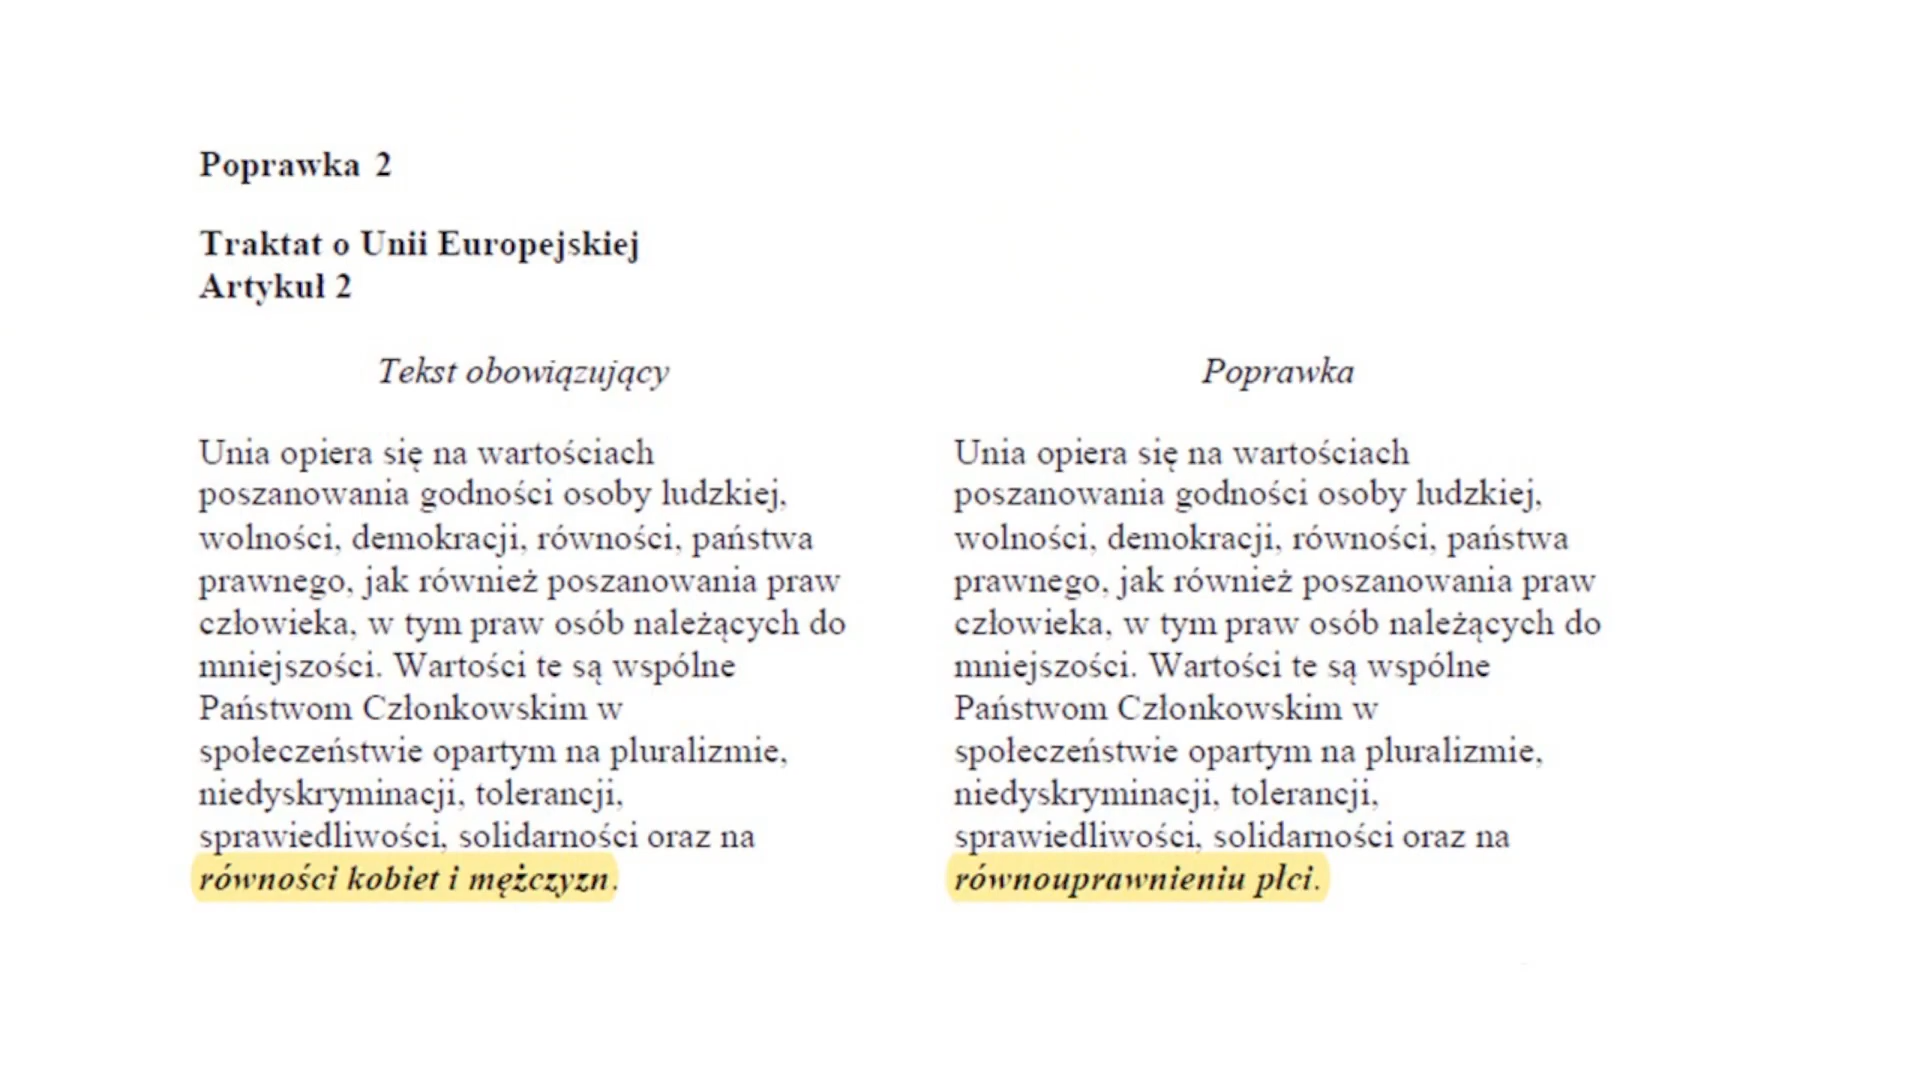 Poprawka 2
Traktat o Unii Europejskiej
Artykuł 2
Tekst obowiązujący
Unia opiera się na wartościach
poszanowania godności osoby ludzkiej,
wolności, demokracji, równości, państwa
prawnego, jak również poszanowania praw
człowieka, w tym praw osób należących do
mniejszości. Wartości te są wspólne
Państwom Członkowskim w
społeczeństwie opartym na pluralizmie,
niedyskryminacji, tolerancji,
sprawiedliwości, solidarności oraz na
równości kobiet i mężczyzn.
Poprawka
Unia opiera się na wartościach
poszanowania godności osoby ludzkiej,
wolności, demokracji, równości, państwa
prawnego, jak również poszanowania praw
człowieka, w tym praw osób należących do
mniejszości. Wartości te są wspólne
Państwom Członkowskim w
społeczeństwie opartym na pluralizmie,
niedyskryminacji, tolerancji,
sprawiedliwości, solidarności oraz na
równouprawnieniu płci.